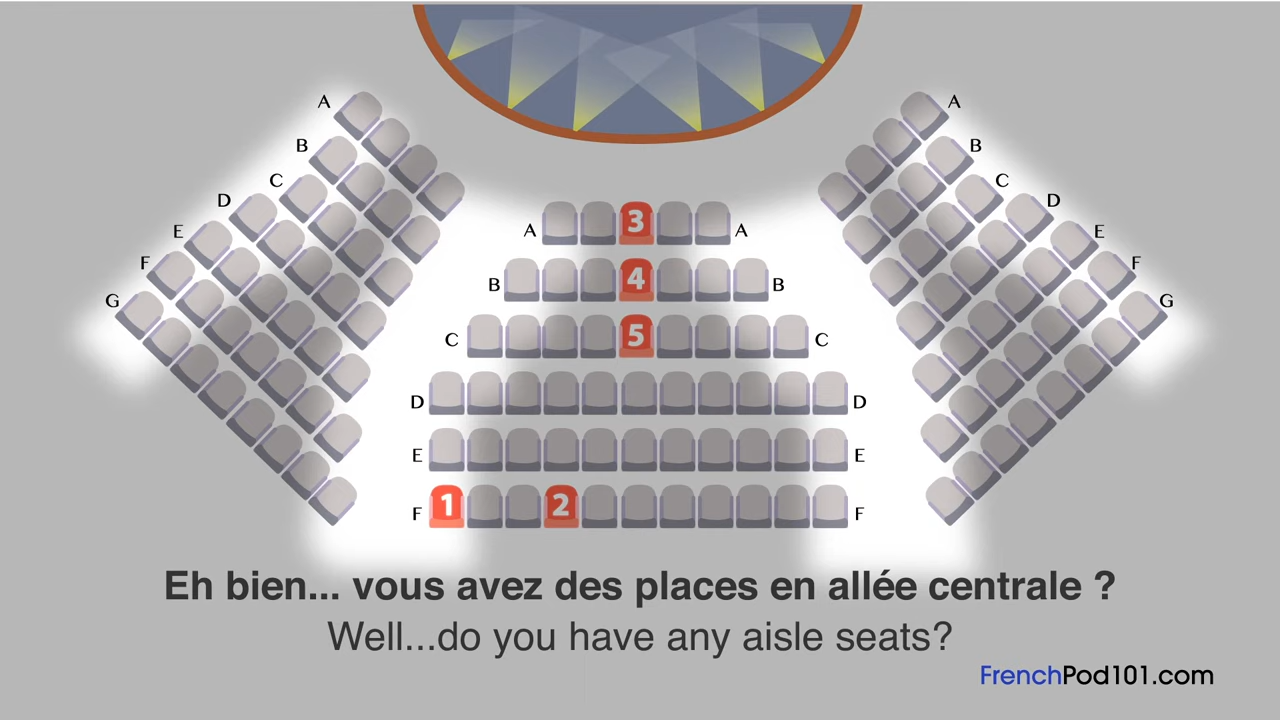 A
B
C
D
E
F
G
A
B
C
D
E
F
G
A 3 A
B 4 B
C 5 C
D D
E E
F 1 2 F
Eh bien... vous avez des places en allée centrale ?
Well...do you have any aisle seats?
FrenchPod101.com